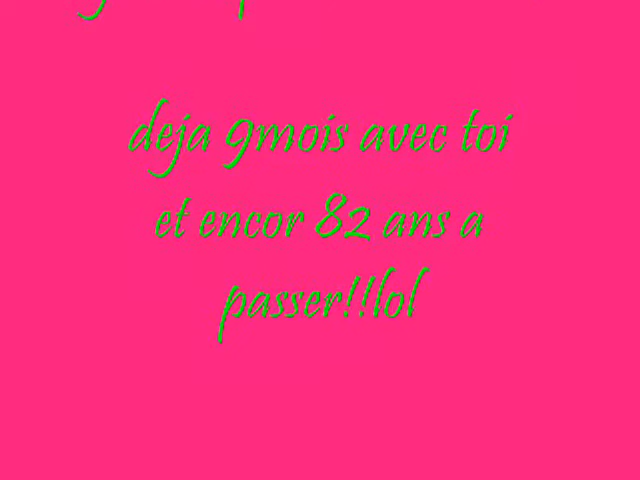 deja 9mois avec toi
et encor 82 ans a
passer!!lol